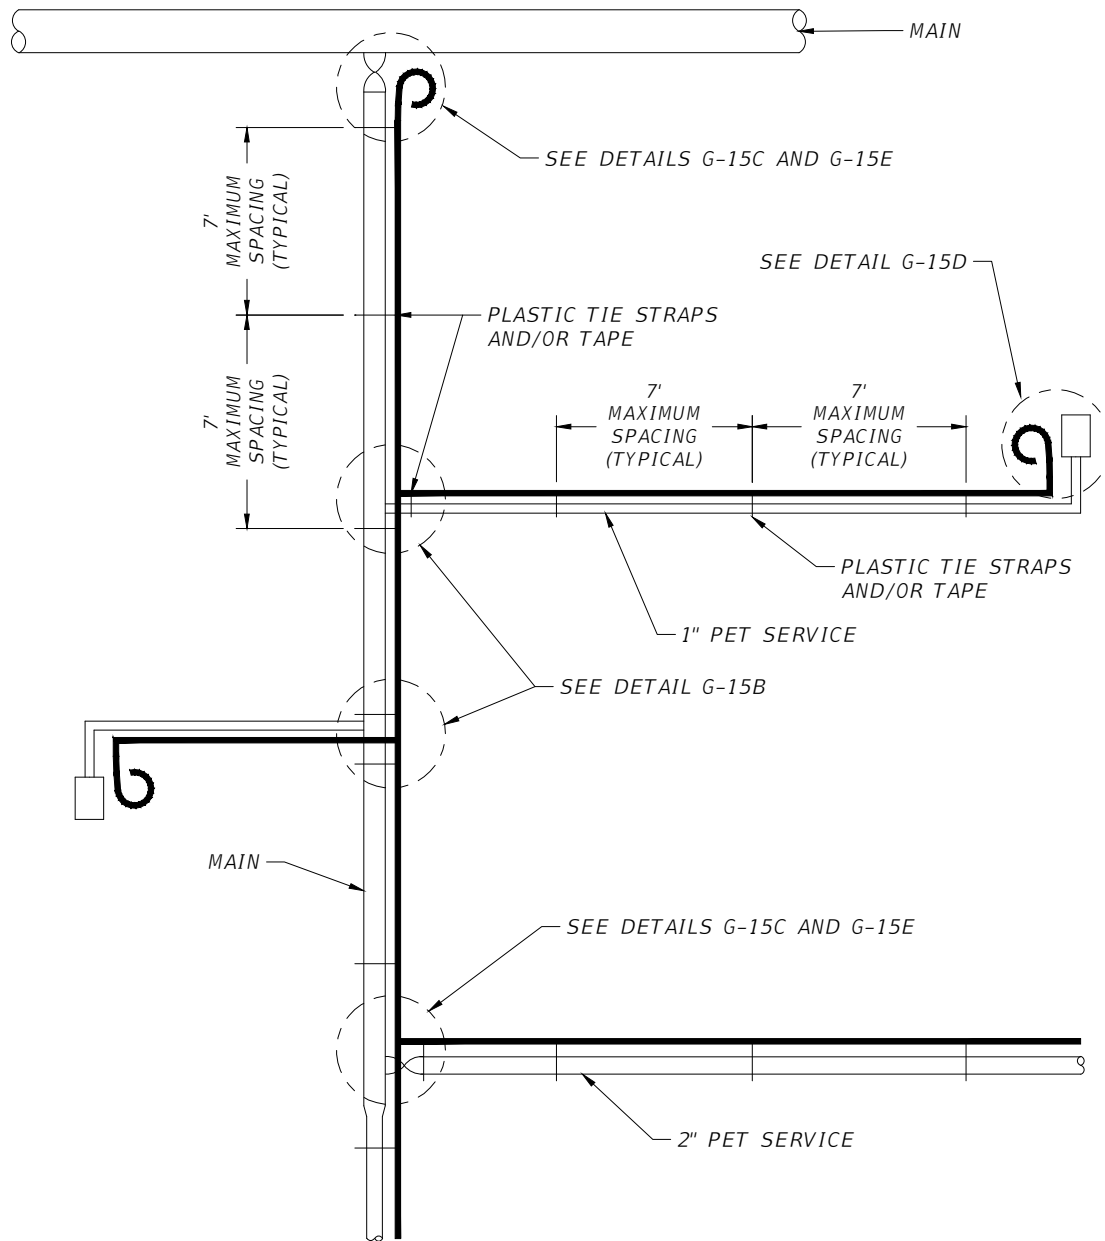 MAIN
SEE DETAILS G-15C AND G-15E
7'
MAXIMUM
SPACING
(TYPICAL)
SEE DETAIL G-15D
PLASTIC TIE STRAPS
AND/OR TAPE
7'
MAXIMUM
SPACING
(TYPICAL)
7'
MAXIMUM
SPACING
(TYPICAL)
7'
MAXIMUM
SPACING
(TYPICAL)
PLASTIC TIE STRAPS
AND/OR TAPE
1" PET SERVICE
SEE DETAIL G-15B
MAIN
SEE DETAILS G-15C AND G-15E
2" PET SERVICE